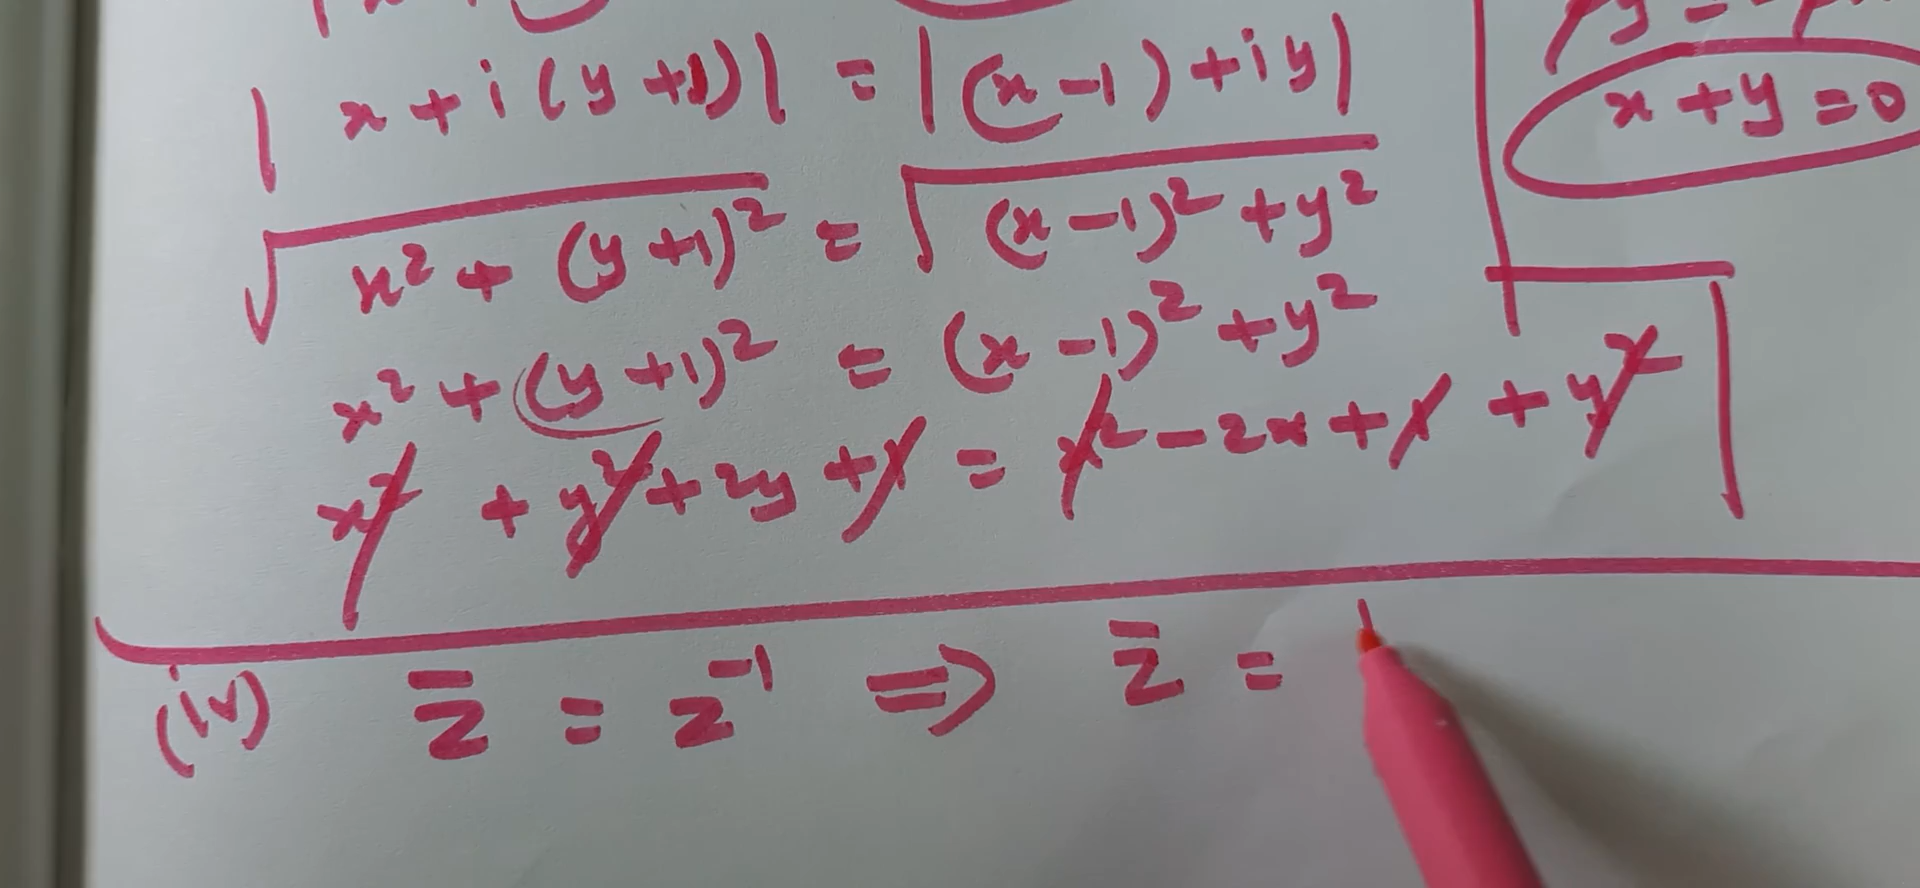 | x + i(y+1)| = |(x-1)+iy|
√x² + (y+1)² = √(x-1)² + y²
x² + (y+1)² = (x-1)² + y²
x² + y² + 2y + 1 = x² - 2x + 1 + y²
x + y = 0
(iv) z̅ = z⁻¹ ⇒ z̅ =